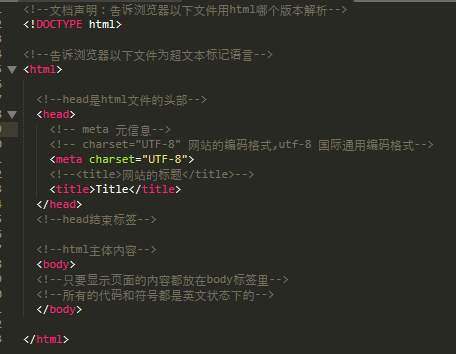 <!--文档声明：告诉浏览器以下文件用html哪个版本解析-->
<!DOCTYPE html>
<!--告诉浏览器以下文件为超文本标记语言-->
<html>
<!--head是html文件的头部-->
<head>
<!-- meta 元信息-->
<!-- charset="UTF-8" 网站的编码格式,utf-8 国际通用编码格式-->
<meta charset="UTF-8">
<!--<title>网站的标题</title>-->
<title>Title</title>
</head>
<!--head结束标签-->
<!--html主体内容-->
<body>
<!--只要显示页面的内容都放在body标签里-->
<!--所有的代码和符号都是英文状态下的-->
</body>
</html>